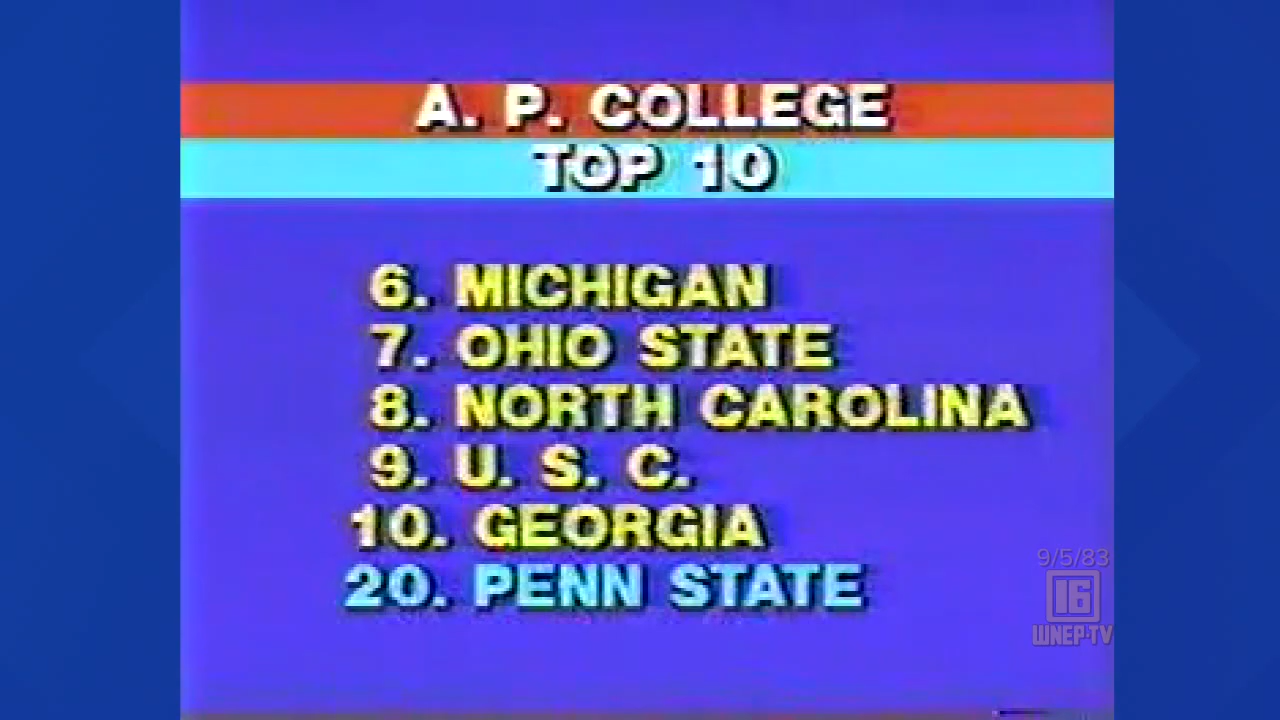 A. P. COLLEGE
TOP 10
6. MICHIGAN
7. OHIO STATE
8. NORTH CAROLINA
9. U. S. C.
10. GEORGIA
20. PENN STATE
9/5/83
16
WNEP-TV